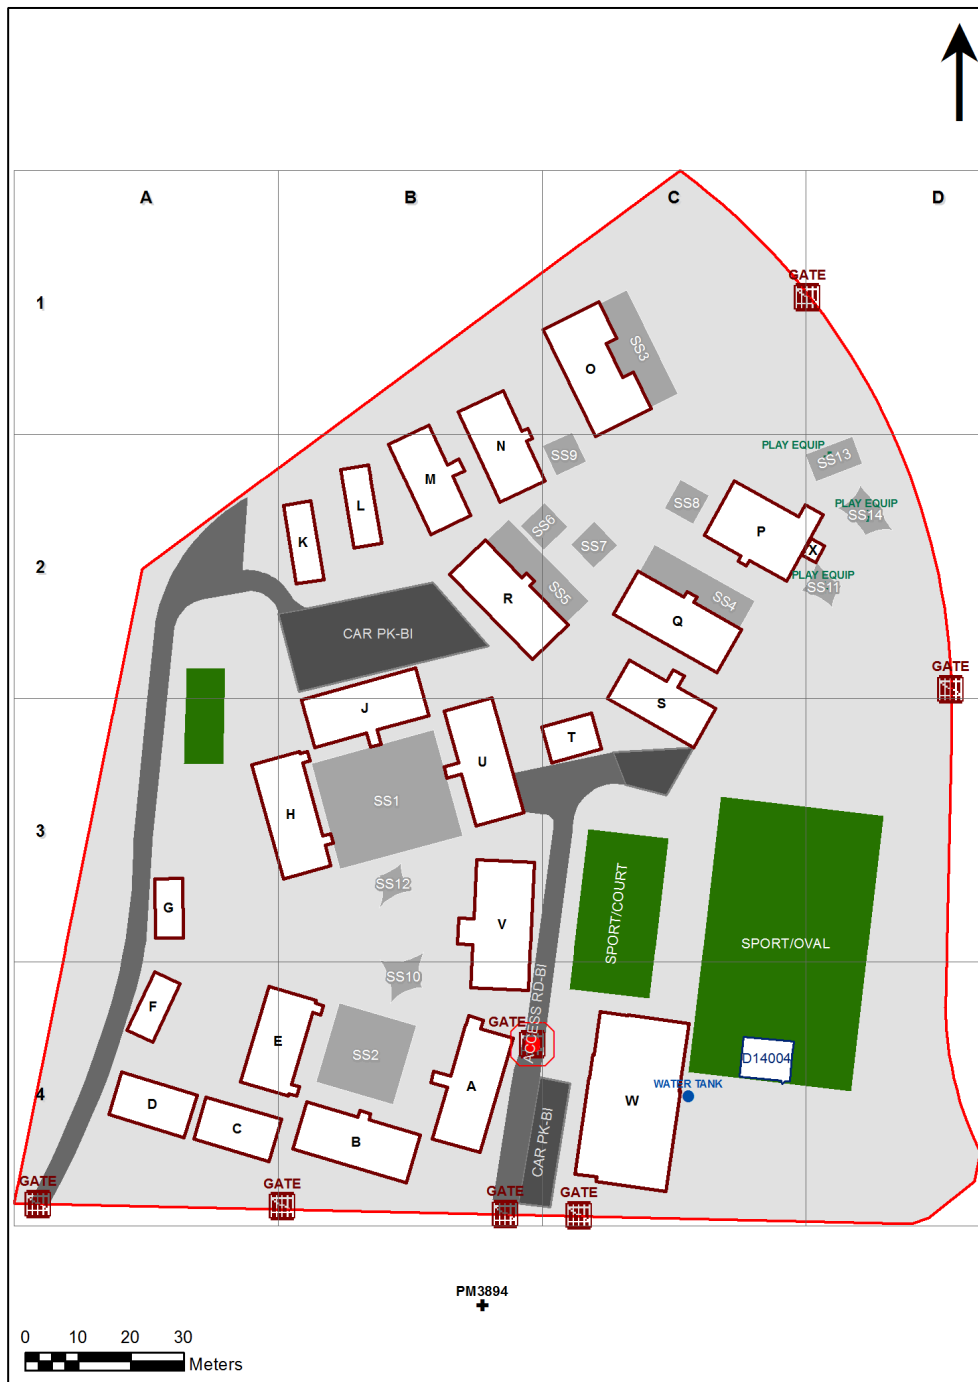 A
B
C
D
GATE
1
SS3
O
N
SS9
PLAY EQUIP
SS13
M
L
K
SS8
PLAY EQUIP
SS14
SS6
SS7
P
X
2
PLAY EQUIP
SS11
R
SS5
SS4
Q
CAR PK-BI
GATE
J
S
T
U
SS1
H
3
SS12
G
V
SPORT/COURT
SPORT/OVAL
SS10
F
GATE
ACCESS RD-BI
E
SS2
D14004
A
WATER TANK
4
D
C
B
W
CAR PK-BI
GATE
GATE
GATE
GATE
PM3894
0 10 20 30
Meters